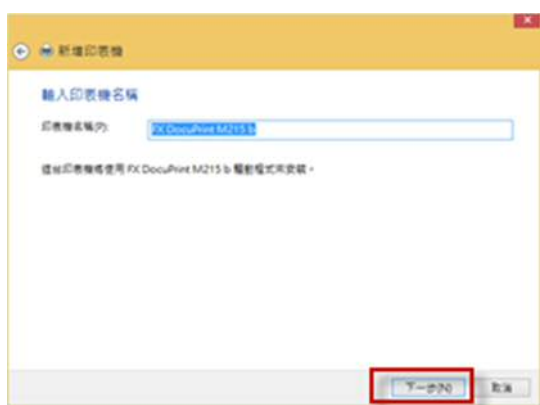 新增印表機
輸入印表機名稱
印表機名稱(P): FX DocuPrint M215 b
這台印表機將使用 FX DocuPrint M215 b 驅動程式來安裝。
下一步(N) 取消